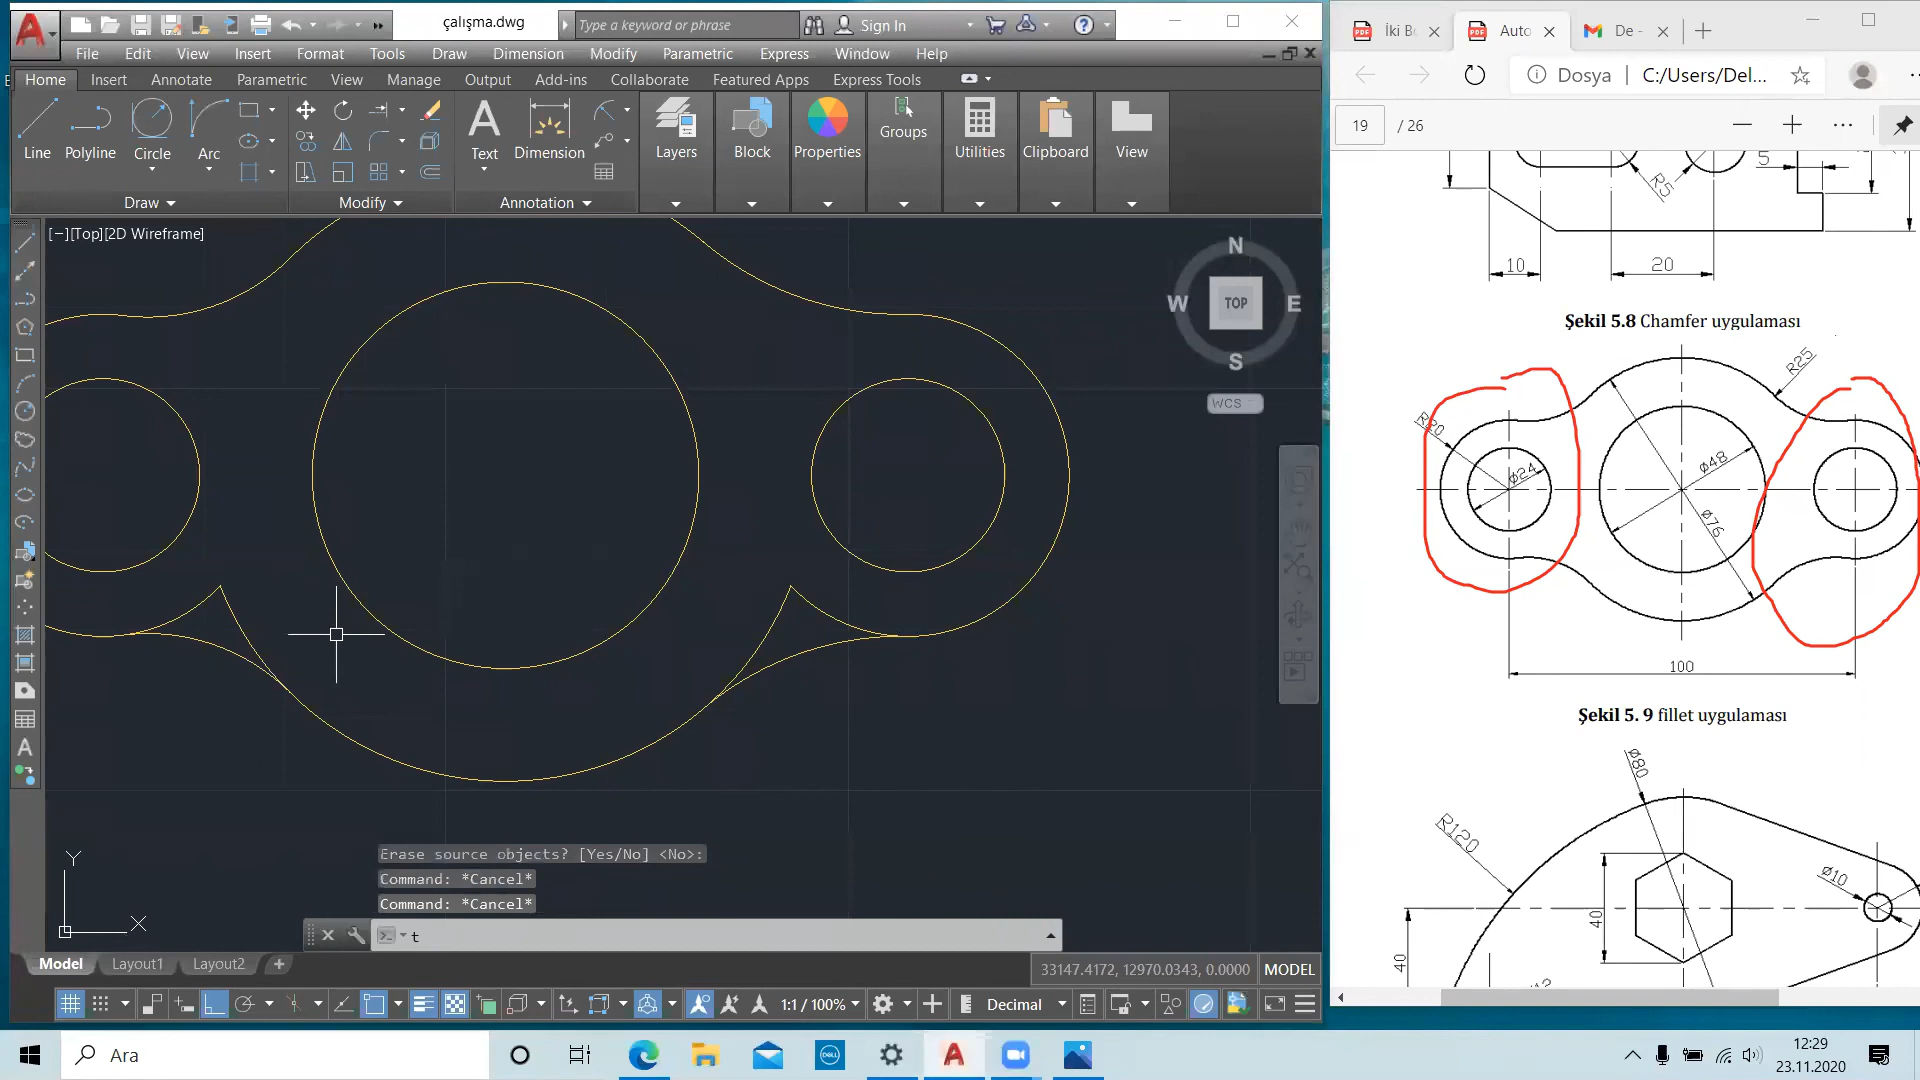 çalışma.dwg
Type a keyword or phrase
Sign In
File Edit View Insert Format Tools Draw Dimension Modify Parametric Express Window Help
Home Insert Annotate Parametric View Manage Output Add-ins Collaborate Featured Apps Express Tools
Line Polyline Circle Arc
Text Dimension
Layers Block Properties Groups Utilities Clipboard View
Draw Modify Annotation
[−][Top][2D Wireframe]
N
W TOP E
S
WCS
Y
X
Erase source objects? [Yes/No] <No>:
Command: *Cancel*
Command: *Cancel*
t
Model Layout1 Layout2 +
33147.4172, 12970.0343, 0.0000 MODEL
1:1 / 100% Decimal
Auto De -
Dosya C:/Users/Del...
19 / 26
5
R5
10 20
Şekil 5.8 Chamfer uygulaması
R25
R20
Ø24
Ø48
Ø76
100
Şekil 5. 9 fillet uygulaması
Ø80
R120
Ø10
40
40
Ara
DELL
12:29
23.11.2020